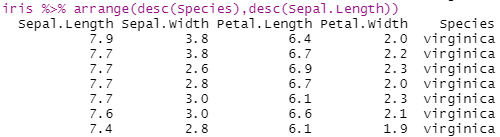 iris %>% arrange(desc(Species),desc(Sepal.Length))
Sepal.Length Sepal.Width Petal.Length Petal.Width Species
7.9 3.8 6.4 2.0 virginica
7.7 3.8 6.7 2.2 virginica
7.7 2.6 6.9 2.3 virginica
7.7 2.8 6.7 2.0 virginica
7.7 3.0 6.1 2.3 virginica
7.6 3.0 6.6 2.1 virginica
7.4 2.8 6.1 1.9 virginica